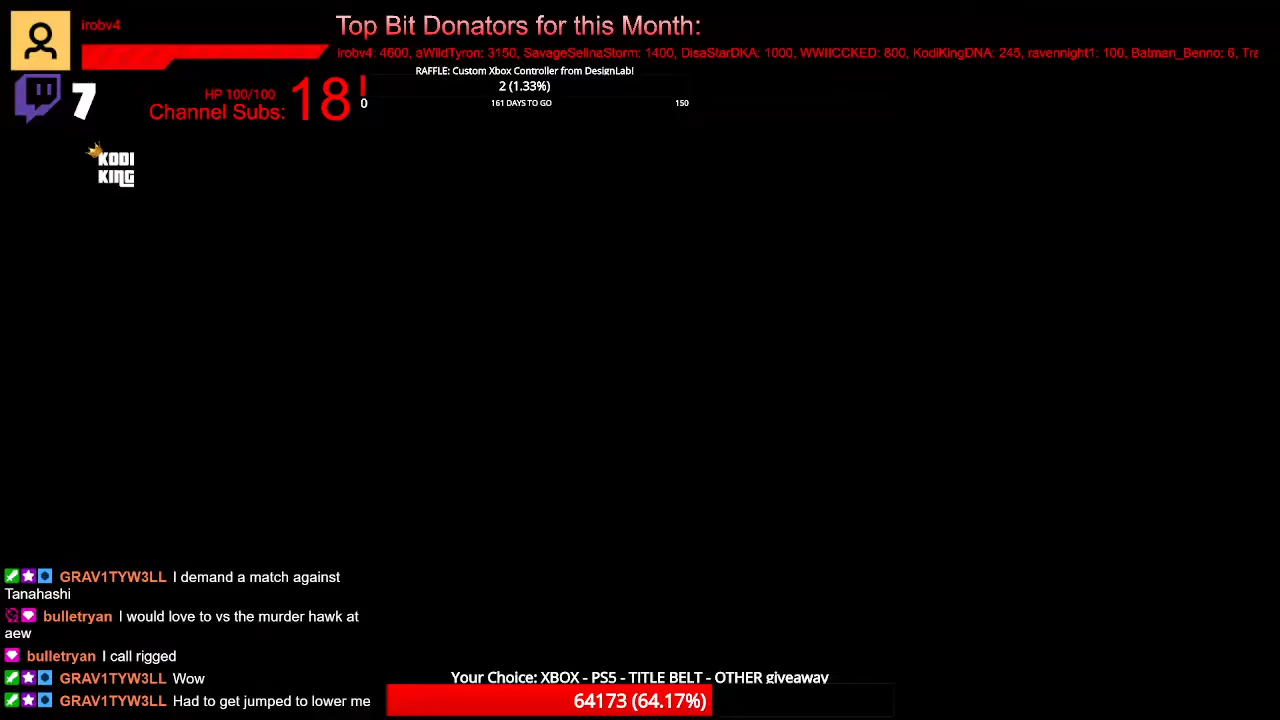 irobv4
Top Bit Donators for this Month:
irobv4: 4600, aWildTyron: 3150, SavageSelinaStorm: 1400, DisaStarDKA: 1000, WWIICCKED: 800, KodiKingDNA: 245, ravennight1: 100, Batman_Benno: 6, Tra
RAFFLE: Custom Xbox Controller from DesignLab!
2 (1.33%)
0
161 DAYS TO GO
150
7
HP 100/100
Channel Subs: 18!
KODI
KING
GRAV1TYW3LL I demand a match against
Tanahashi
bulletryan I would love to vs the murder hawk at
aew
bulletryan I call rigged
GRAV1TYW3LL Wow
GRAV1TYW3LL Had to get jumped to lower me
Your Choice: XBOX - PS5 - TITLE BELT - OTHER giveaway
64173 (64.17%)